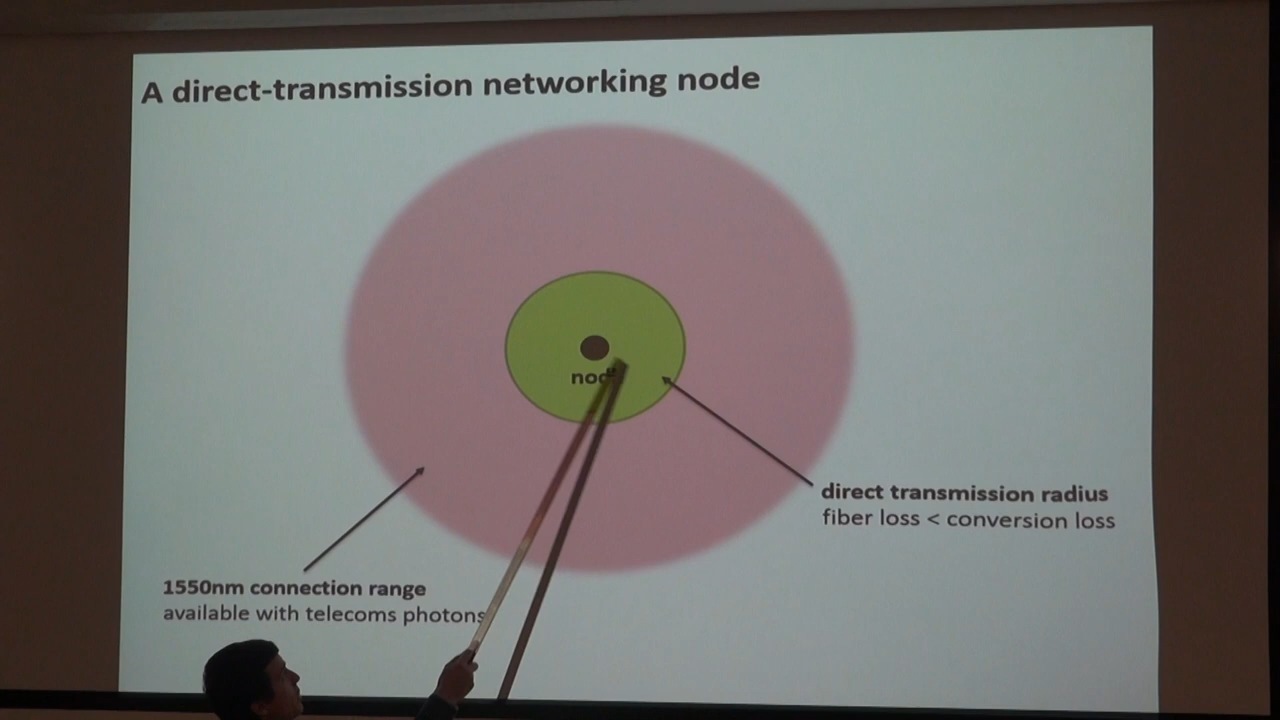 A direct-transmission networking node
direct transmission radius
fiber loss < conversion loss
1550nm connection range
available with telecoms photons